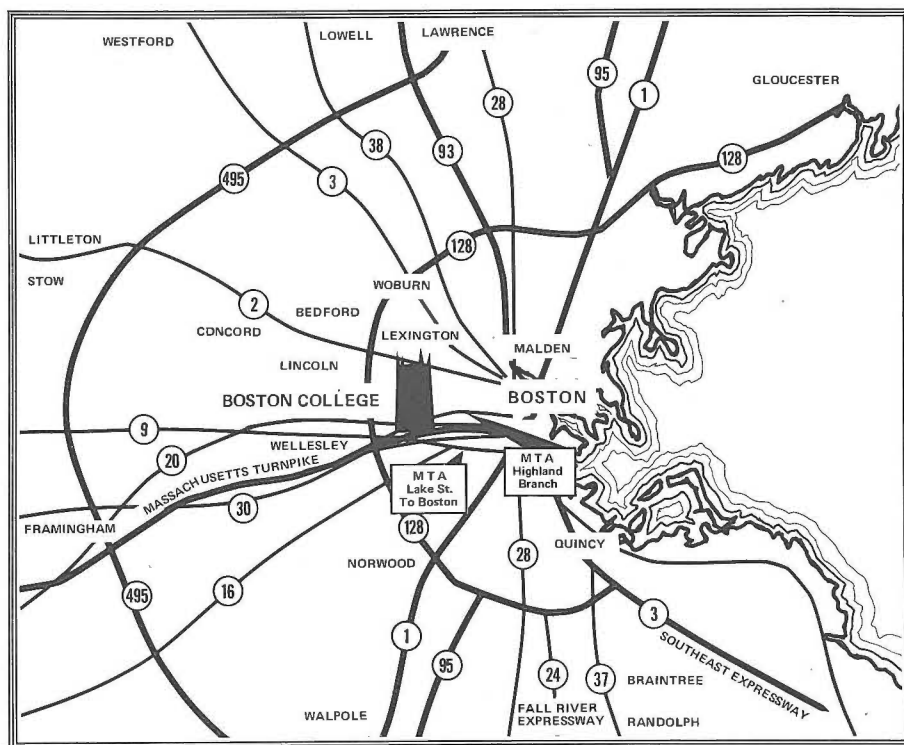 WESTFORD
LOWELL
LAWRENCE
GLOUCESTER
95
1
28
38
93
128
3
495
128
LITTLETON
STOW
WOBURN
2
BEDFORD
CONCORD
LEXINGTON
MALDEN
LINCOLN
BOSTON COLLEGE
BOSTON
9
20
WELLESLEY
MASSACHUSETTS TURNPIKE
MTA
Lake St.
To Boston
MTA
Highland
Branch
30
FRAMINGHAM
128
28
QUINCY
NORWOOD
495
16
1
3
SOUTHEAST EXPRESSWAY
95
24
37
BRAINTREE
WALPOLE
FALL RIVER
EXPRESSWAY
RANDOLPH